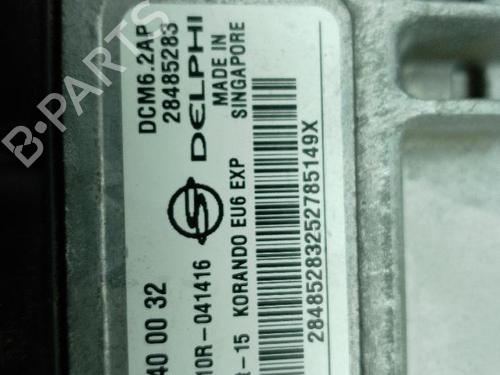 DCM6.2AP
28485283
DELPHI
MADE IN
SINGAPORE
40 00 32
10R-041416
t-15 KORANDO EU6 EXP
28485283252785149X
B-PARTS